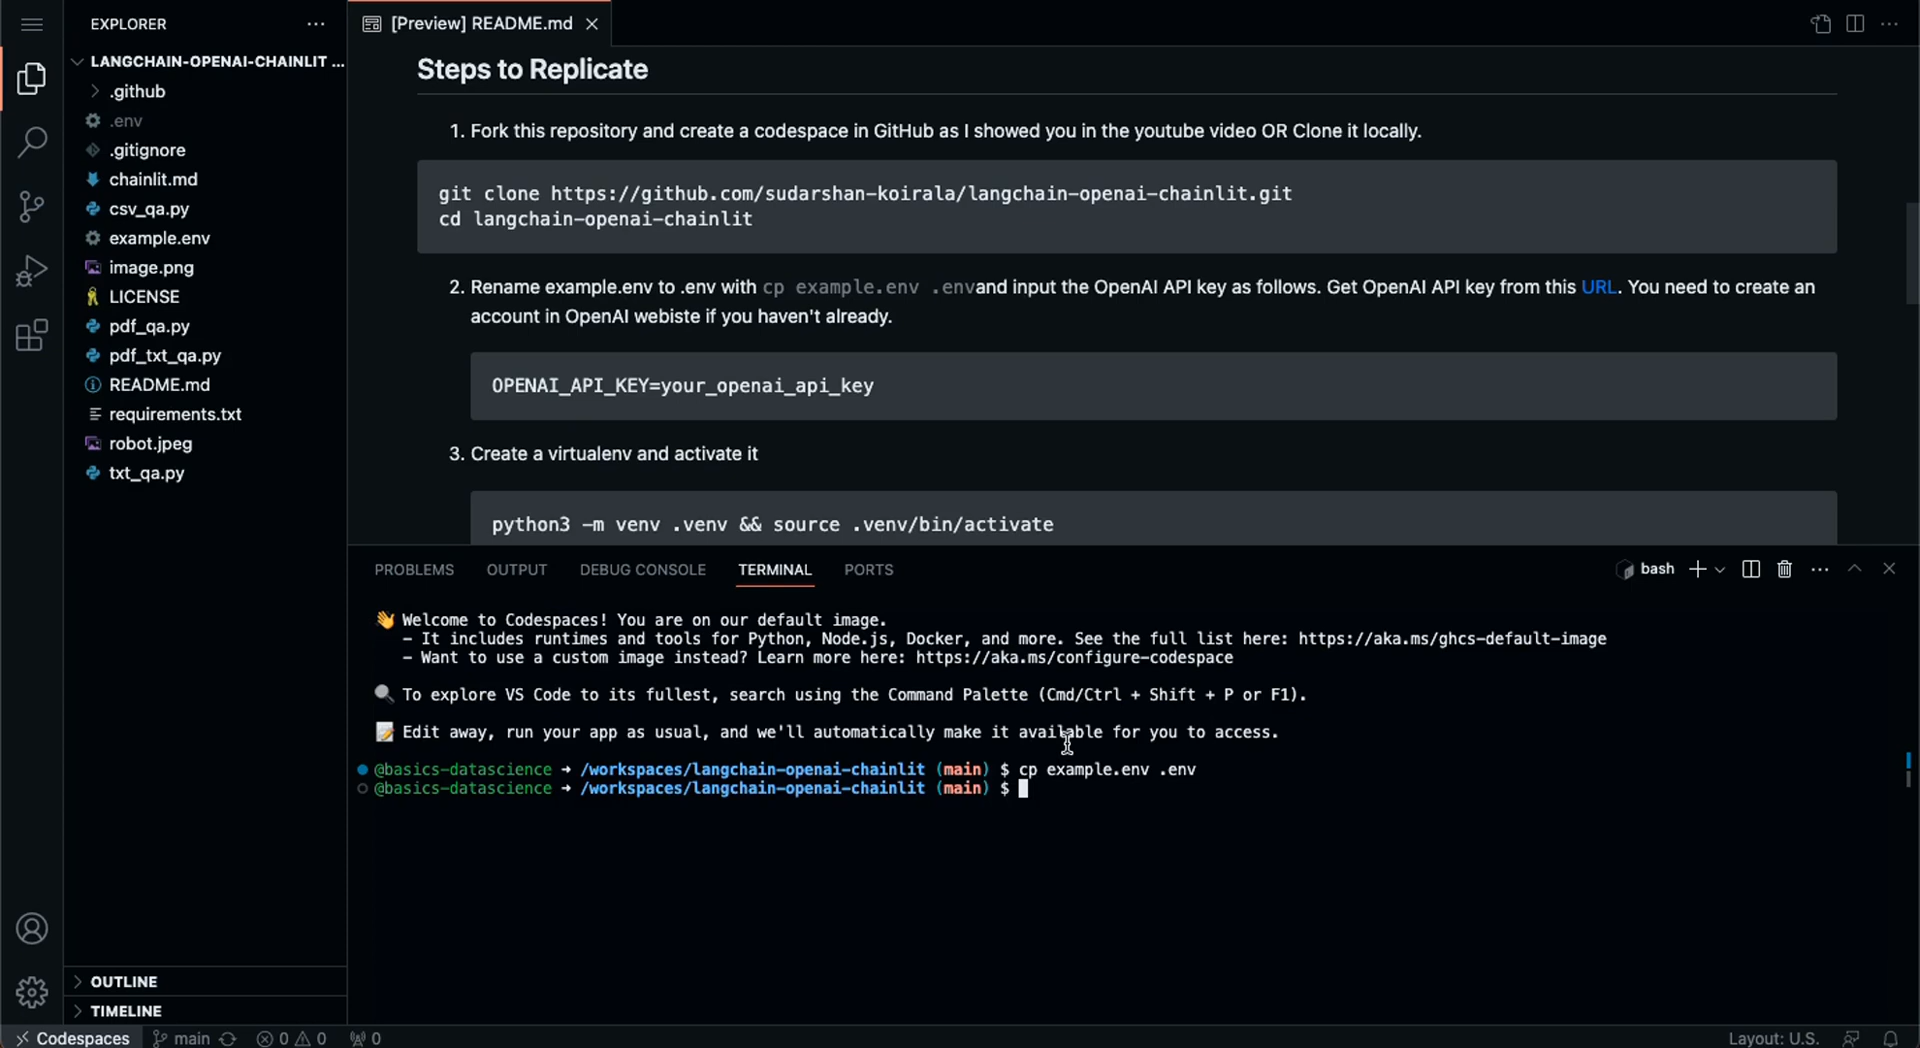 EXPLORER
LANGCHAIN-OPENAI-CHAINLIT ...
.github
.env
.gitignore
chainlit.md
csv_qa.py
example.env
image.png
LICENSE
pdf_qa.py
pdf_txt_qa.py
README.md
requirements.txt
robot.jpeg
txt_qa.py
OUTLINE
TIMELINE
[Preview] README.md
Steps to Replicate
1. Fork this repository and create a codespace in GitHub as I showed you in the youtube video OR Clone it locally.
git clone https://github.com/sudarshan-koirala/langchain-openai-chainlit.git
cd langchain-openai-chainlit
2. Rename example.env to .env with cp example.env .envand input the OpenAI API key as follows. Get OpenAI API key from this URL. You need to create an
account in OpenAI webiste if you haven't already.
OPENAI_API_KEY=your_openai_api_key
3. Create a virtualenv and activate it
python3 -m venv .venv && source .venv/bin/activate
PROBLEMS OUTPUT DEBUG CONSOLE TERMINAL PORTS bash
👋 Welcome to Codespaces! You are on our default image.
- It includes runtimes and tools for Python, Node.js, Docker, and more. See the full list here: https://aka.ms/ghcs-default-image
- Want to use a custom image instead? Learn more here: https://aka.ms/configure-codespace
🔍 To explore VS Code to its fullest, search using the Command Palette (Cmd/Ctrl + Shift + P or F1).
📝 Edit away, run your app as usual, and we'll automatically make it available for you to access.
@basics-datascience ➜ /workspaces/langchain-openai-chainlit (main) $ cp example.env .env
@basics-datascience ➜ /workspaces/langchain-openai-chainlit (main) $
Codespaces main 0 0 0 Layout: U.S.